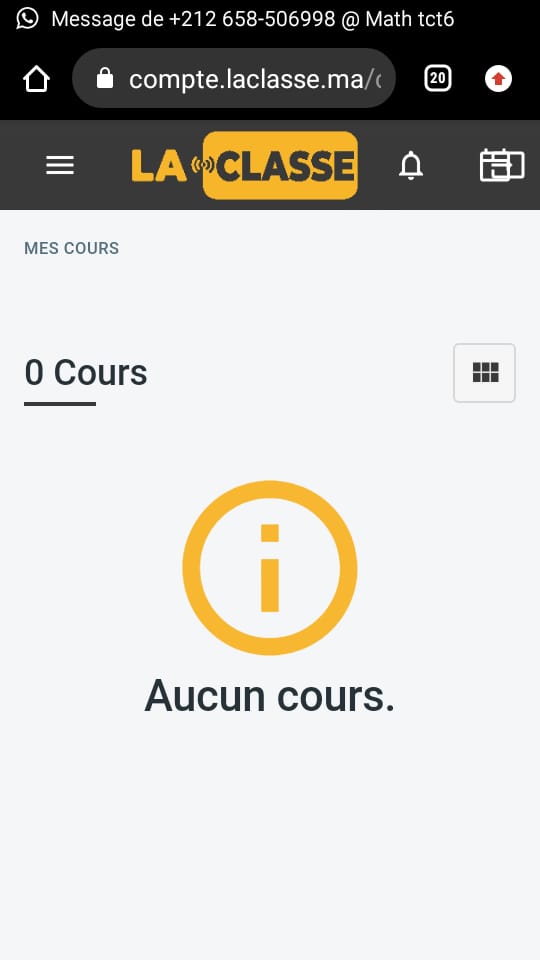 Message de +212 658-506998 @ Math tct6
compte.laclasse.ma/
20
LA CLASSE
MES COURS
0 Cours
Aucun cours.